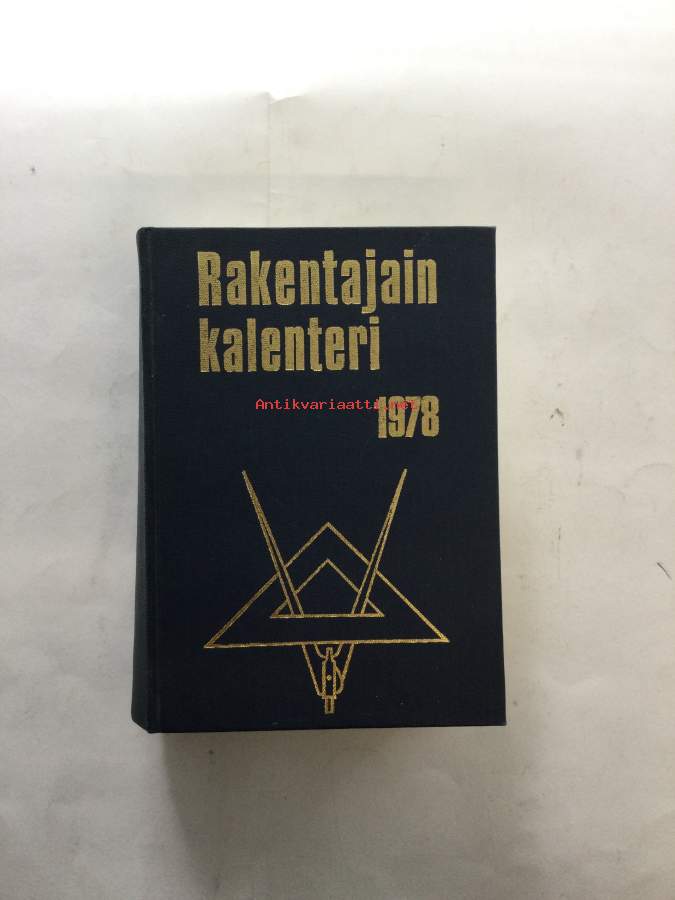 Rakentajain
kalenteri
Antikvariaatti.net
1978